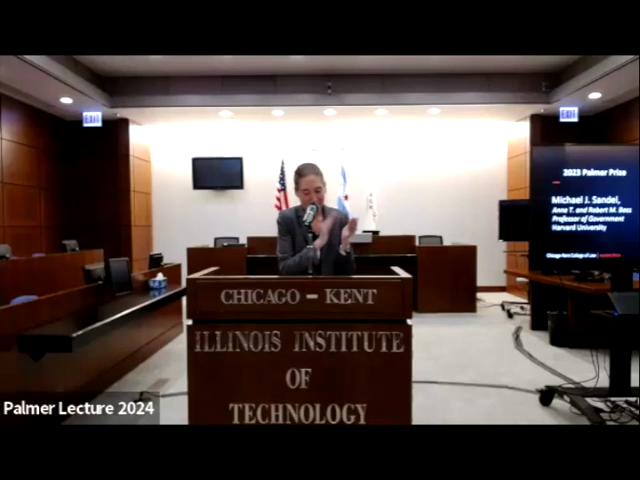 EXIT
EXIT
2023 Palmer Prize
Michael J. Sandel,
Anne T. and Robert M. Bass
Professor of Government
Harvard University
CHICAGO – KENT
ILLINOIS INSTITUTE
OF
TECHNOLOGY
Palmer Lecture 2024